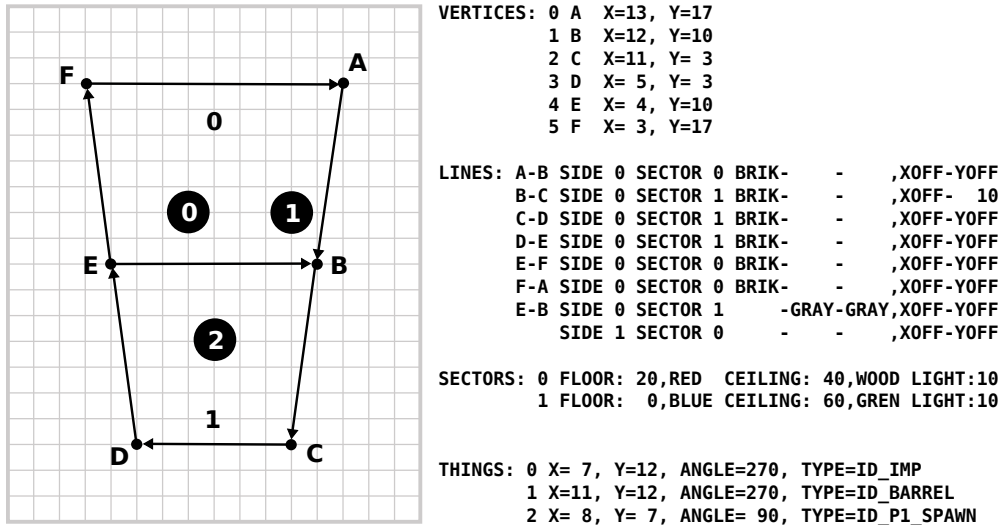 F
A
0
0
1
E
B
2
1
D
C
VERTICES: 0 A  X=13, Y=17
          1 B  X=12, Y=10
          2 C  X=11, Y= 3
          3 D  X= 5, Y= 3
          4 E  X= 4, Y=10
          5 F  X= 3, Y=17
LINES: A-B SIDE 0 SECTOR 0 BRIK-    -    ,XOFF-YOFF
       B-C SIDE 0 SECTOR 1 BRIK-    -    ,XOFF-  10
       C-D SIDE 0 SECTOR 1 BRIK-    -    ,XOFF-YOFF
       D-E SIDE 0 SECTOR 1 BRIK-    -    ,XOFF-YOFF
       E-F SIDE 0 SECTOR 0 BRIK-    -    ,XOFF-YOFF
       F-A SIDE 0 SECTOR 0 BRIK-    -    ,XOFF-YOFF
       E-B SIDE 0 SECTOR 1     -GRAY-GRAY,XOFF-YOFF
           SIDE 1 SECTOR 0     -    -    ,XOFF-YOFF
SECTORS: 0 FLOOR: 20,RED  CEILING: 40,WOOD LIGHT:10
         1 FLOOR:  0,BLUE CEILING: 60,GREN LIGHT:10
THINGS: 0 X= 7, Y=12, ANGLE=270, TYPE=ID_IMP
        1 X=11, Y=12, ANGLE=270, TYPE=ID_BARREL
        2 X= 8, Y= 7, ANGLE= 90, TYPE=ID_P1_SPAWN